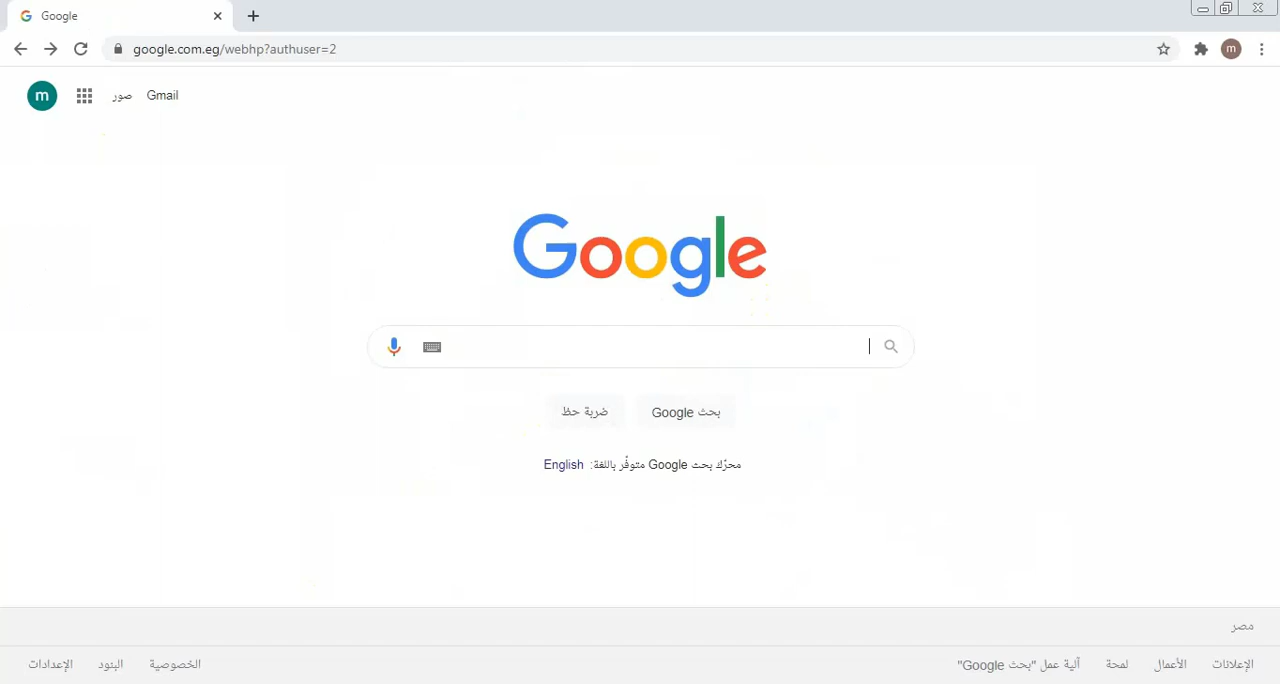 Google
google.com.eg/webhp?authuser=2
m
m
صور
Gmail
Google
بحث Google
ضربة حظ
محرّك بحث Google متوفّر باللغة: English
مصر
الإعلانات
الأعمال
لمحة
آلية عمل "بحث Google"
الخصوصية
البنود
الإعدادات